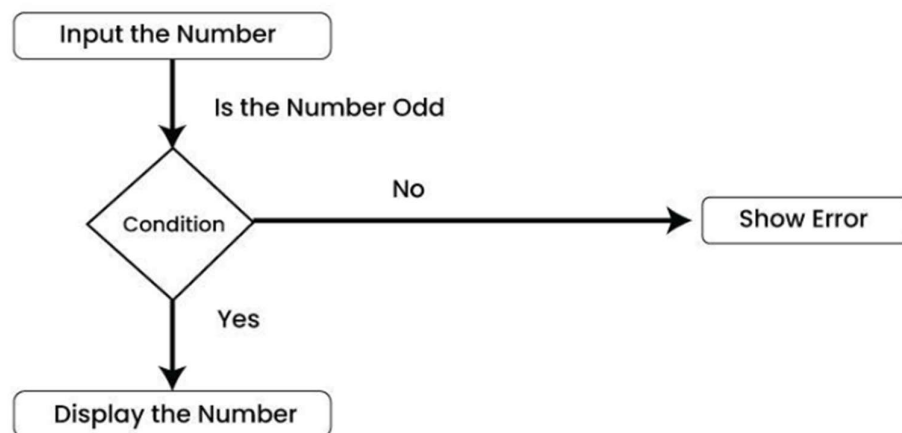 Input the Number
Is the Number Odd
No
Condition
Show Error
Yes
Display the Number